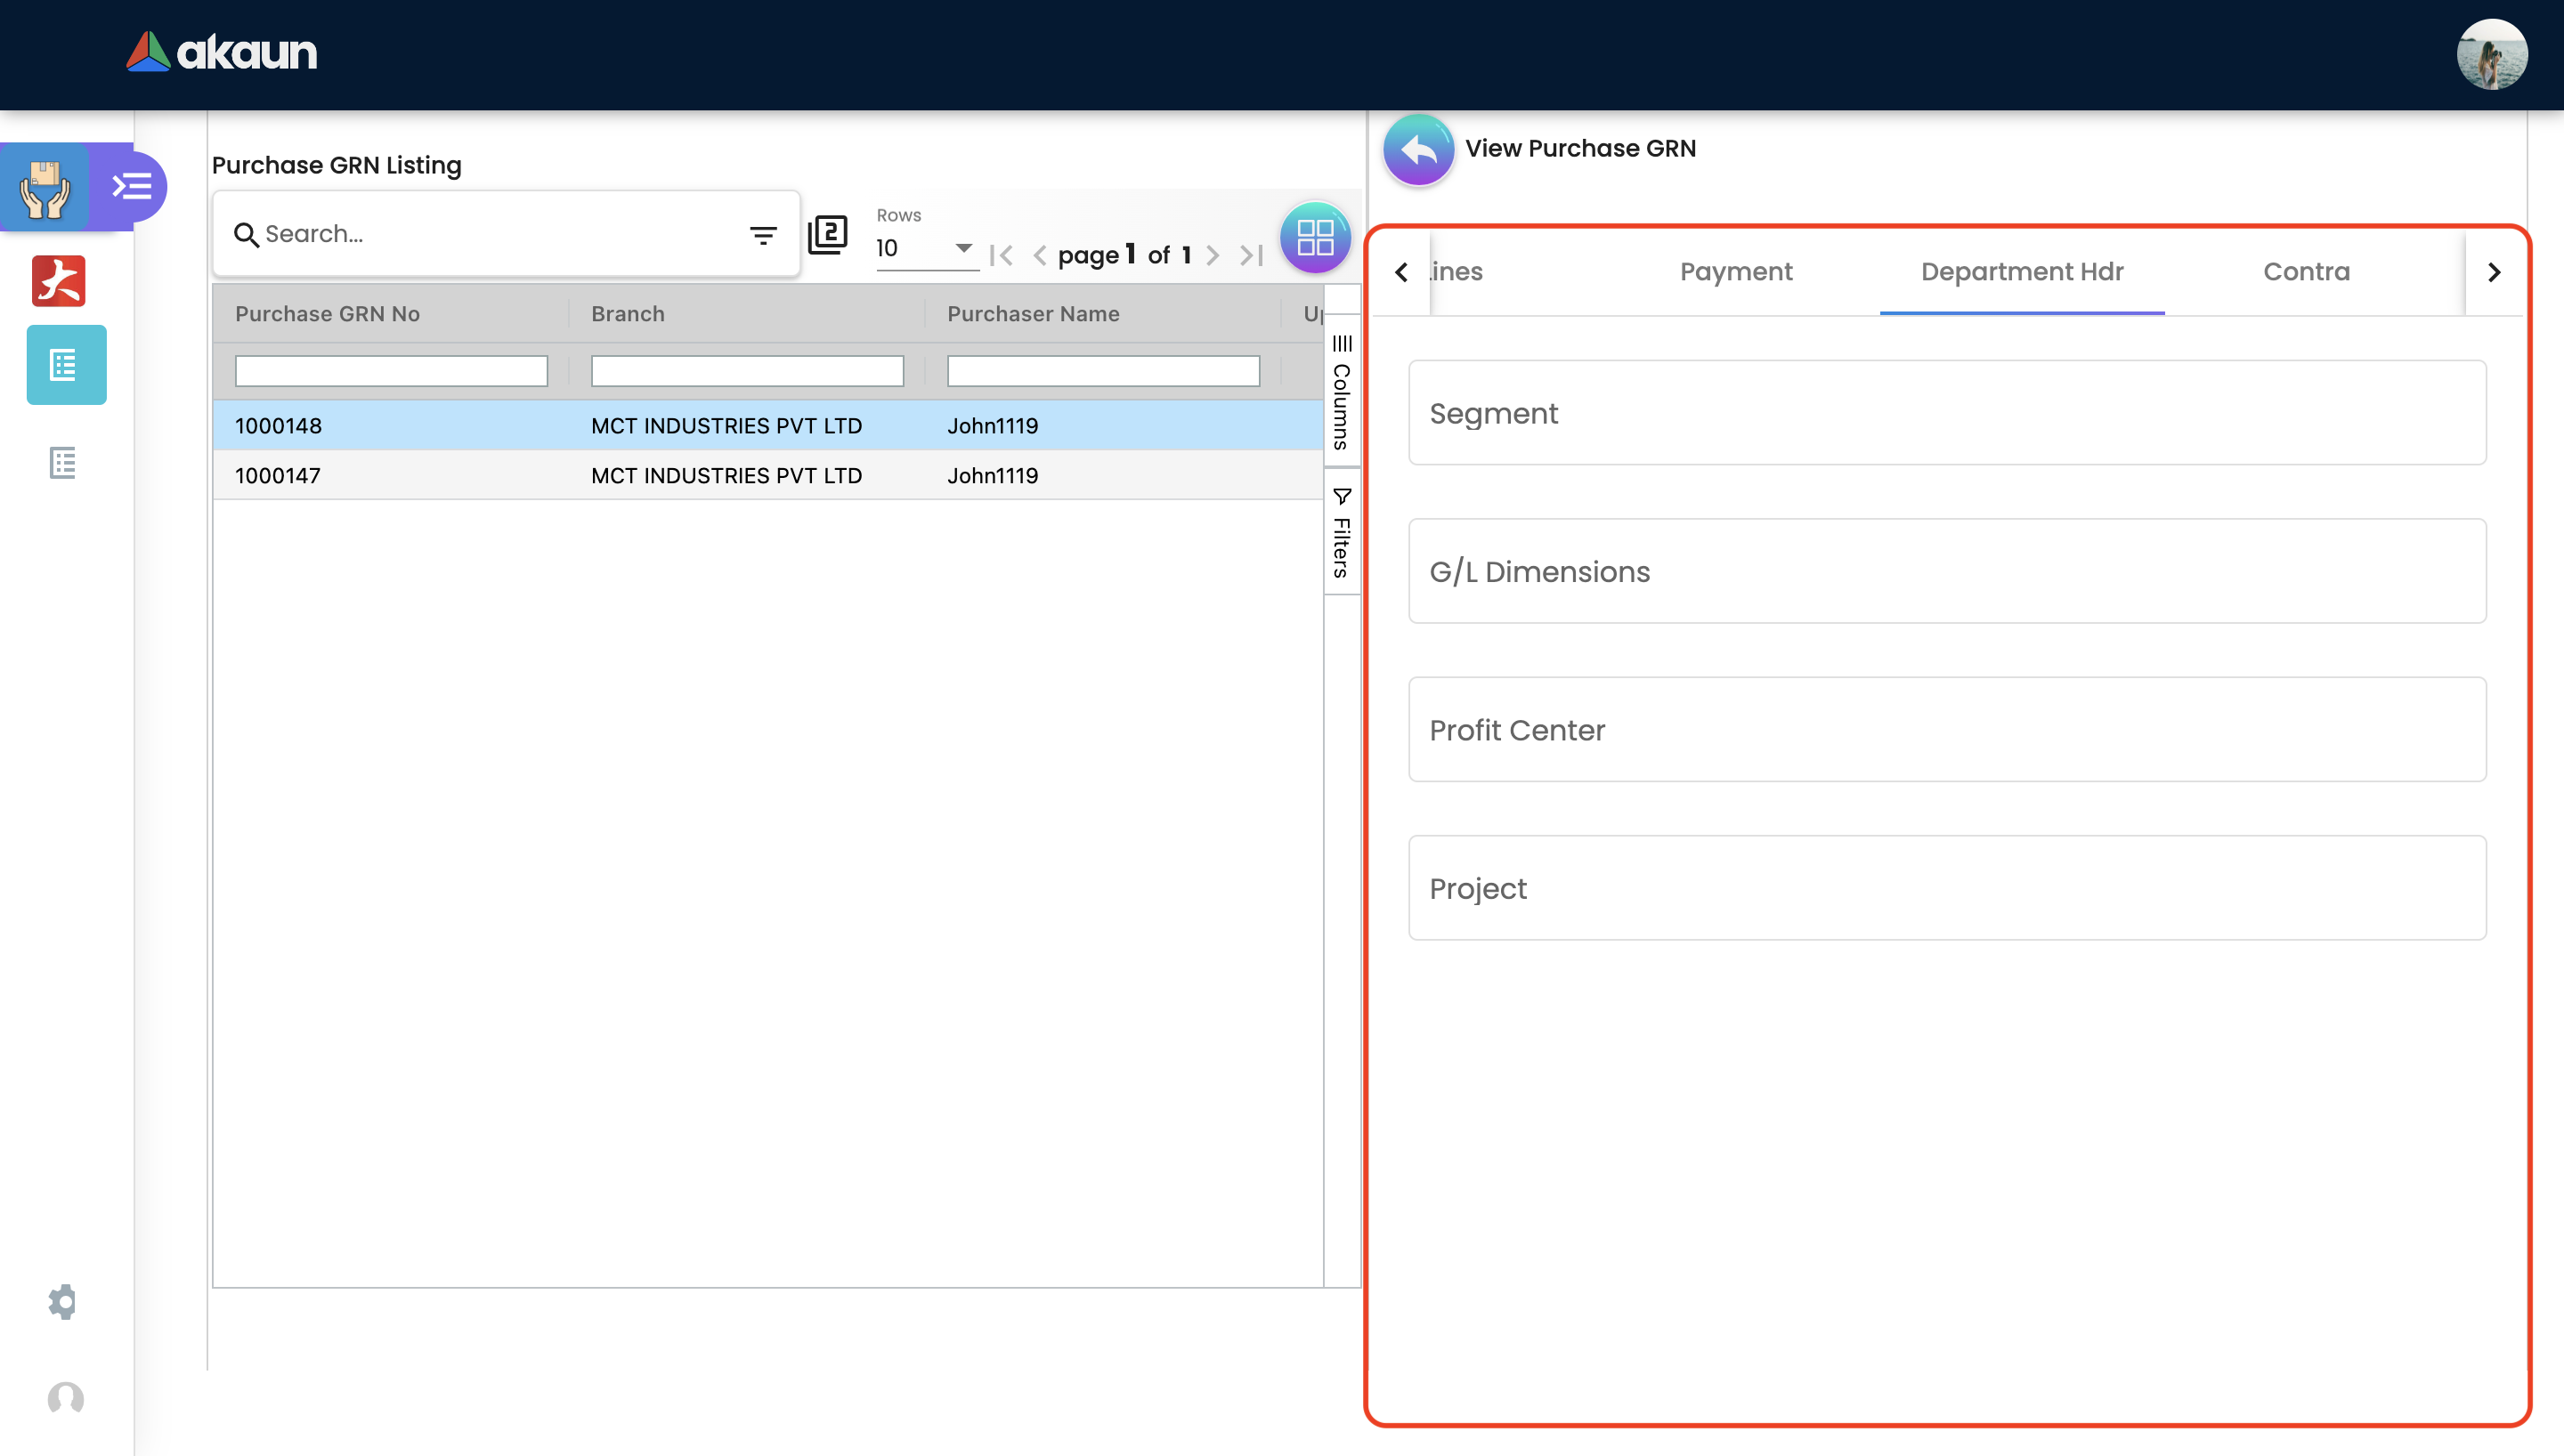 akaun
Purchase GRN Listing
View Purchase GRN
Search...
2
Rows
10
page 1 of 1
Payment
Department Hdr
Contra
Purchase GRN No
Branch
Purchaser Name
1000148
MCT INDUSTRIES PVT LTD
John1119
1000147
MCT INDUSTRIES PVT LTD
John1119
Columns
Filters
Segment
G/L Dimensions
Profit Center
Project